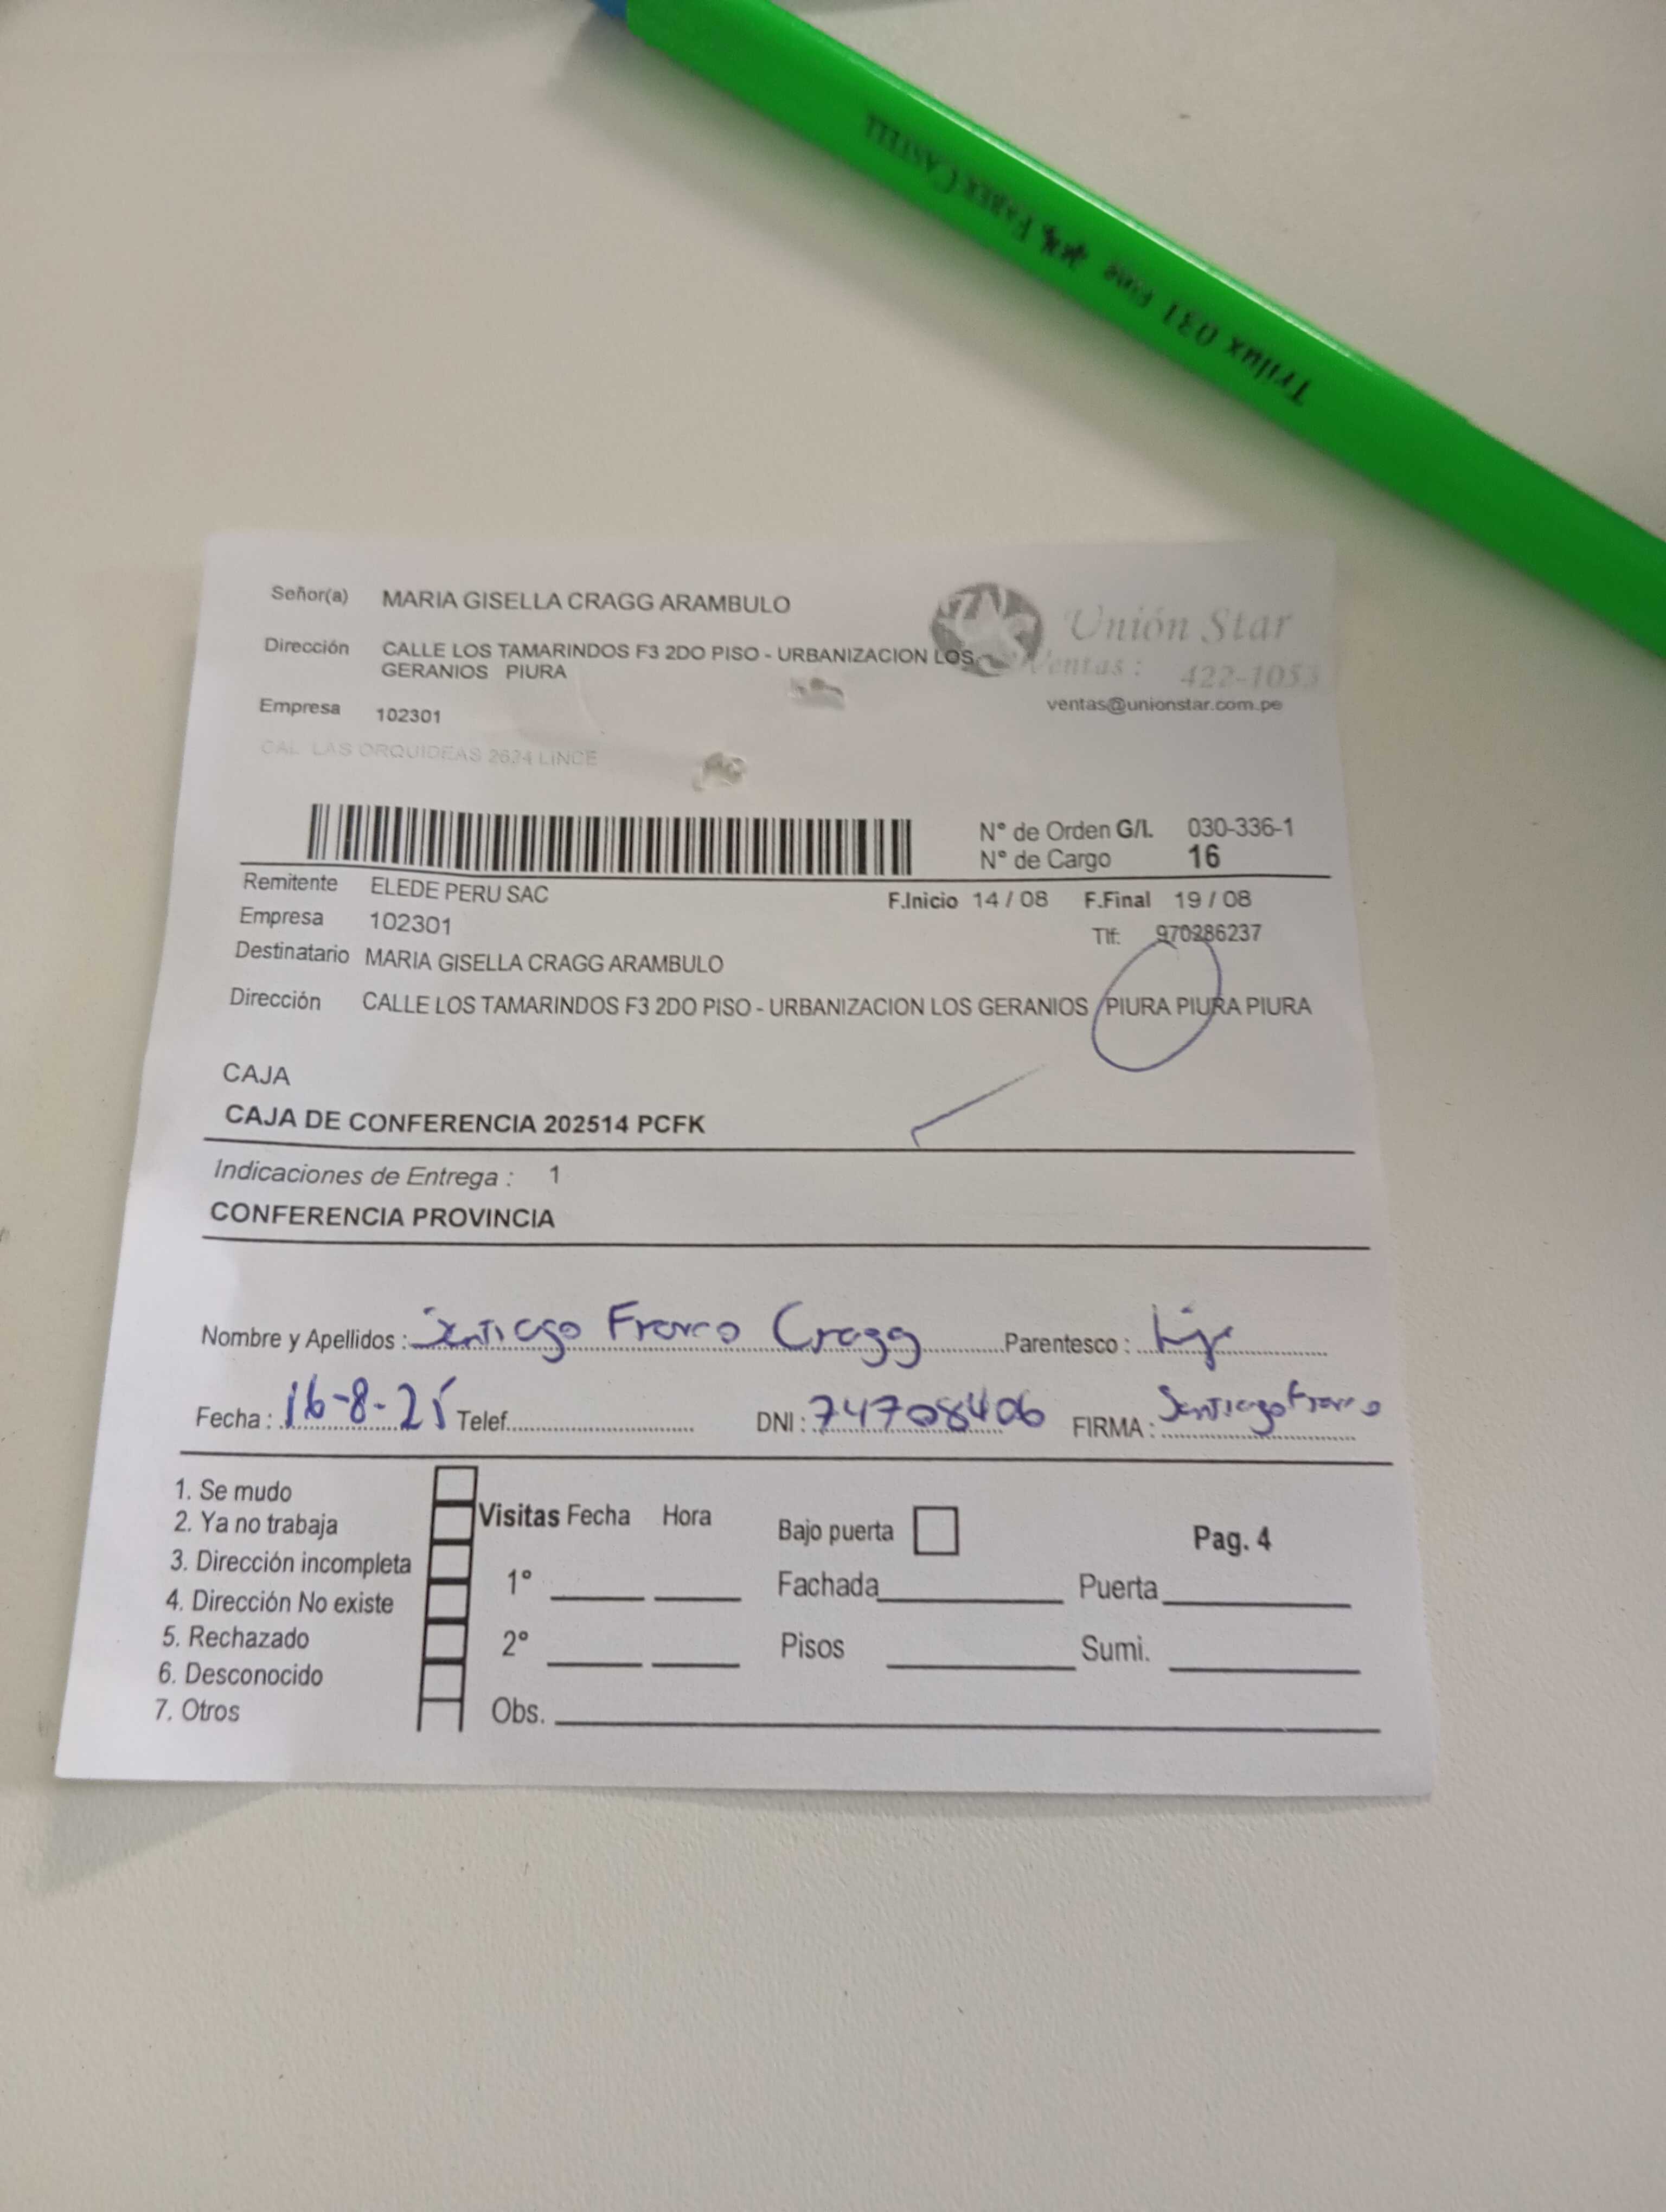 Trilux 031 Fine FABER-CASTELL
Señor(a) MARIA GISELLA CRAGG ARAMBULO
Unión Star
Dirección CALLE LOS TAMARINDOS F3 2DO PISO - URBANIZACION LOS
GERANIOS PIURA
Ventas : 422-1053
ventas@unionstar.com.pe
Empresa 102301
CAL. LAS ORQUIDEAS 2624 LINCE
N° de Orden G/I. 030-336-1
N° de Cargo 16
Remitente ELEDE PERU SAC
F.Inicio 14 / 08 F.Final 19 / 08
Empresa 102301
Tlf: 970286237
Destinatario MARIA GISELLA CRAGG ARAMBULO
Dirección CALLE LOS TAMARINDOS F3 2DO PISO - URBANIZACION LOS GERANIOS PIURA PIURA PIURA
CAJA
CAJA DE CONFERENCIA 202514 PCFK
Indicaciones de Entrega : 1
CONFERENCIA PROVINCIA
Nombre y Apellidos : Santiago Franco Cragg Parentesco : Hijo
Fecha : 16-8-25 Telef. DNI : 74708406 FIRMA : Santiago Franco
1. Se mudo
2. Ya no trabaja
3. Dirección incompleta
4. Dirección No existe
5. Rechazado
6. Desconocido
7. Otros
Visitas Fecha Hora
1°
2°
Obs.
Bajo puerta
Pag. 4
Fachada Puerta
Pisos Sumi.